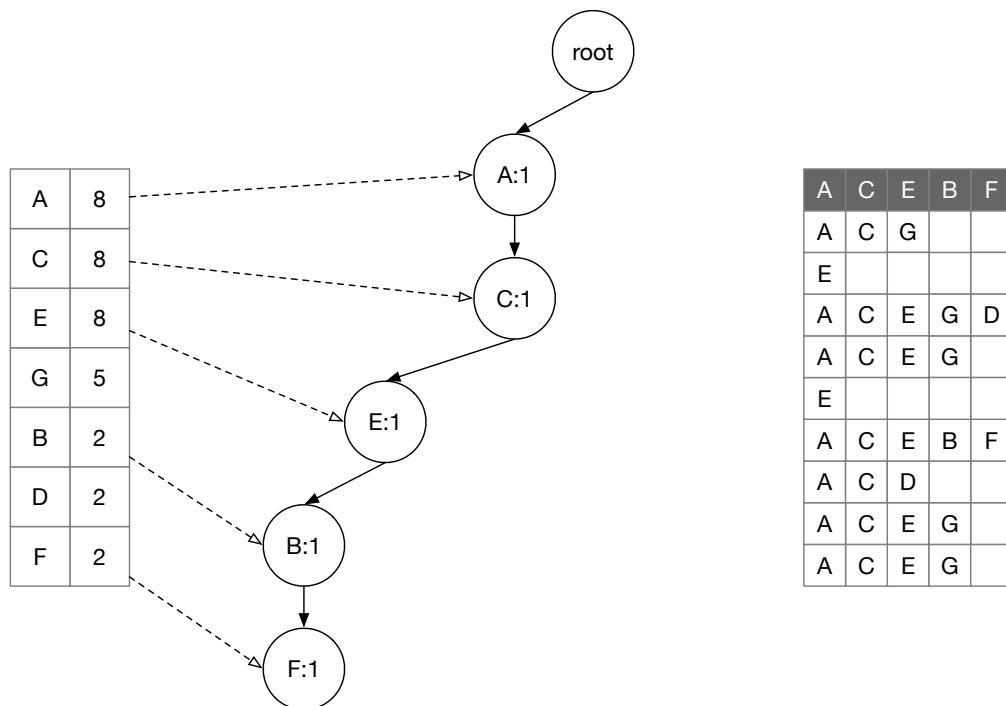 root
A:1
C:1
E:1
B:1
F:1
A 8
C 8
E 8
G 5
B 2
D 2
F 2
A C E B F
A C G
E
A C E G D
A C E G
E
A C E B F
A C D
A C E G
A C E G